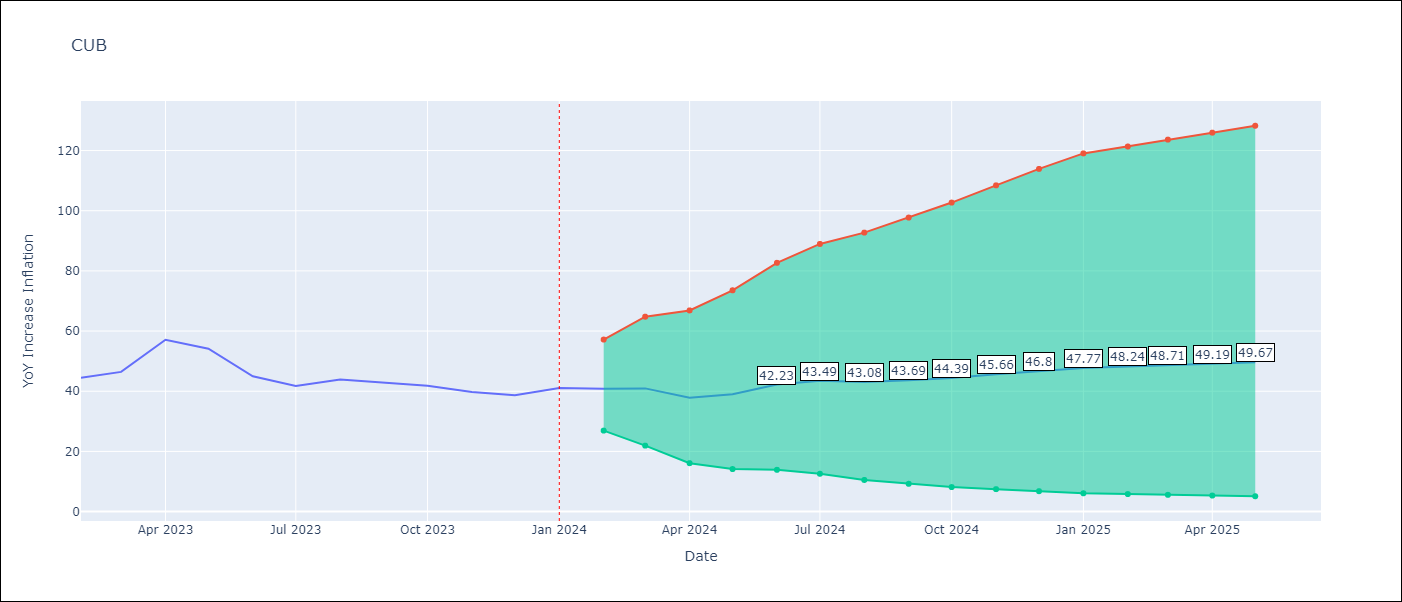 CUB
YoY Increase Inflation
120
100
80
60
40
20
0
42.23
43.49
43.08
43.69
44.39
45.66
46.8
47.77
48.24
48.71
49.19
49.67
Apr 2023
Jul 2023
Oct 2023
Jan 2024
Apr 2024
Jul 2024
Oct 2024
Jan 2025
Apr 2025
Date